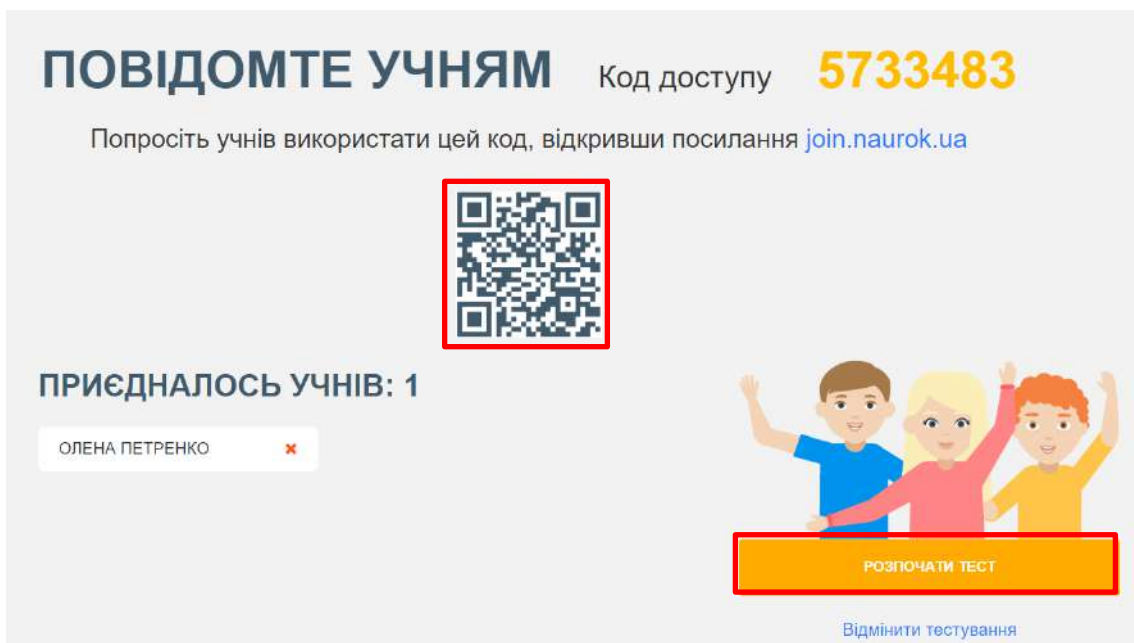 ПОВІДОМТЕ УЧНЯМ Код доступу 5733483
Попросіть учнів використати цей код, відкривши посилання join.naurok.ua
ПРИЄДНАЛОСЬ УЧНІВ: 1
ОЛЕНА ПЕТРЕНКО ×
РОЗПОЧАТИ ТЕСТ
Відмінити тестування